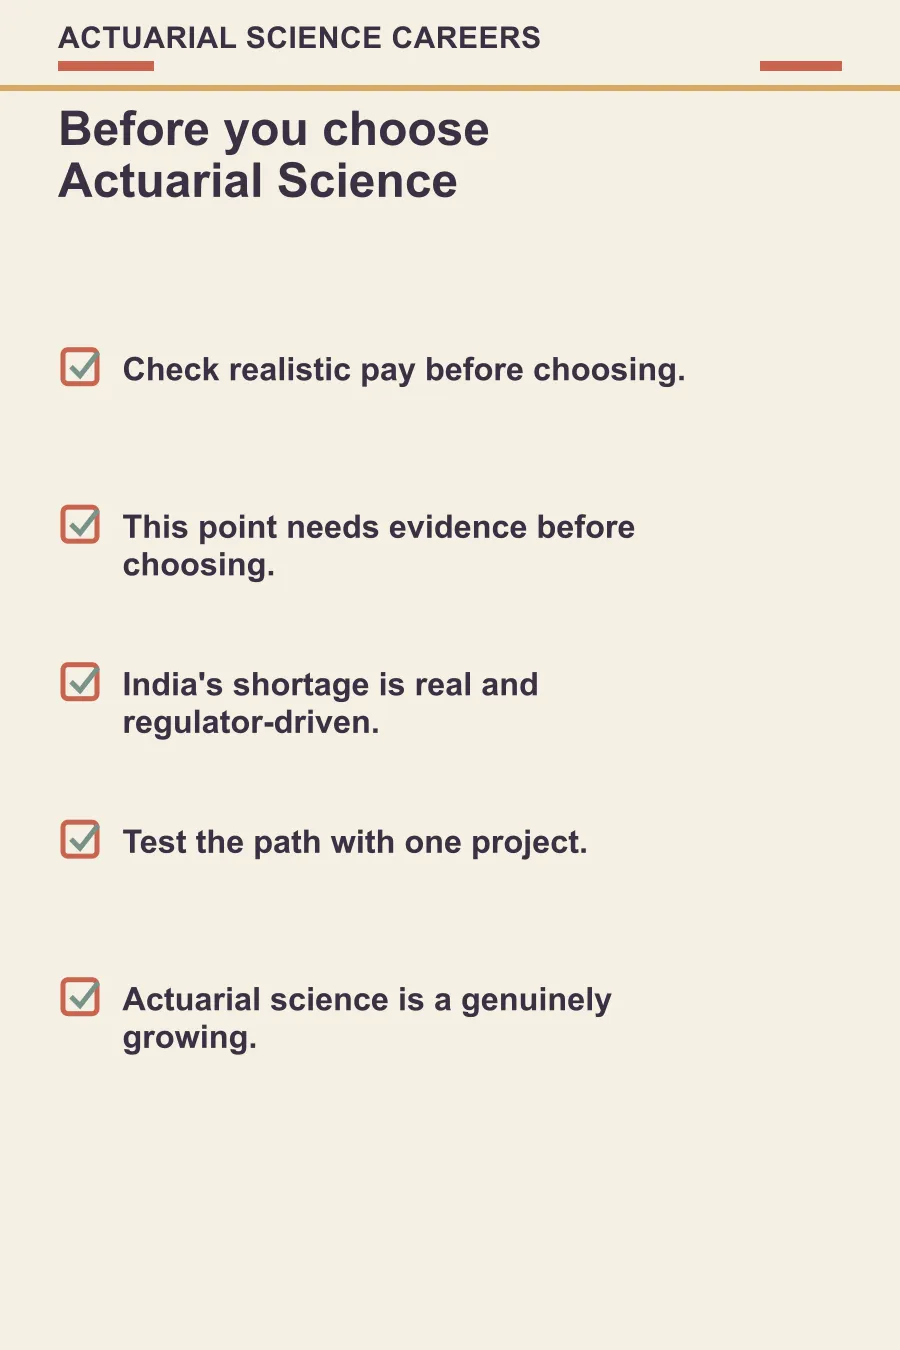 ACTUARIAL SCIENCE CAREERS
Before you choose
Actuarial Science
Check realistic pay before choosing.
This point needs evidence before
choosing.
India's shortage is real and
regulator-driven.
Test the path with one project.
Actuarial science is a genuinely
growing.